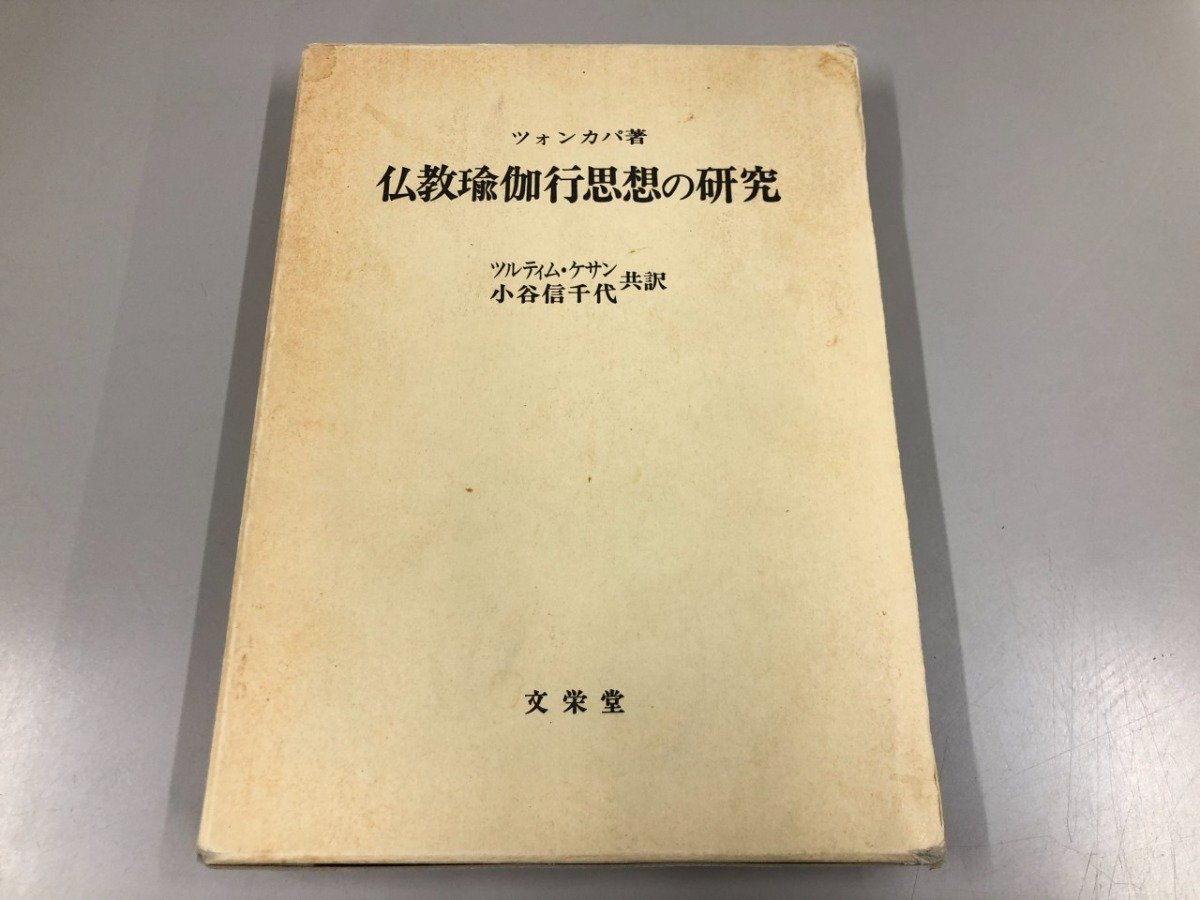 ツォンカパ著
仏教瑜伽行思想の研究
ツルティム・ケサン
小谷信千代
共訳
文栄堂